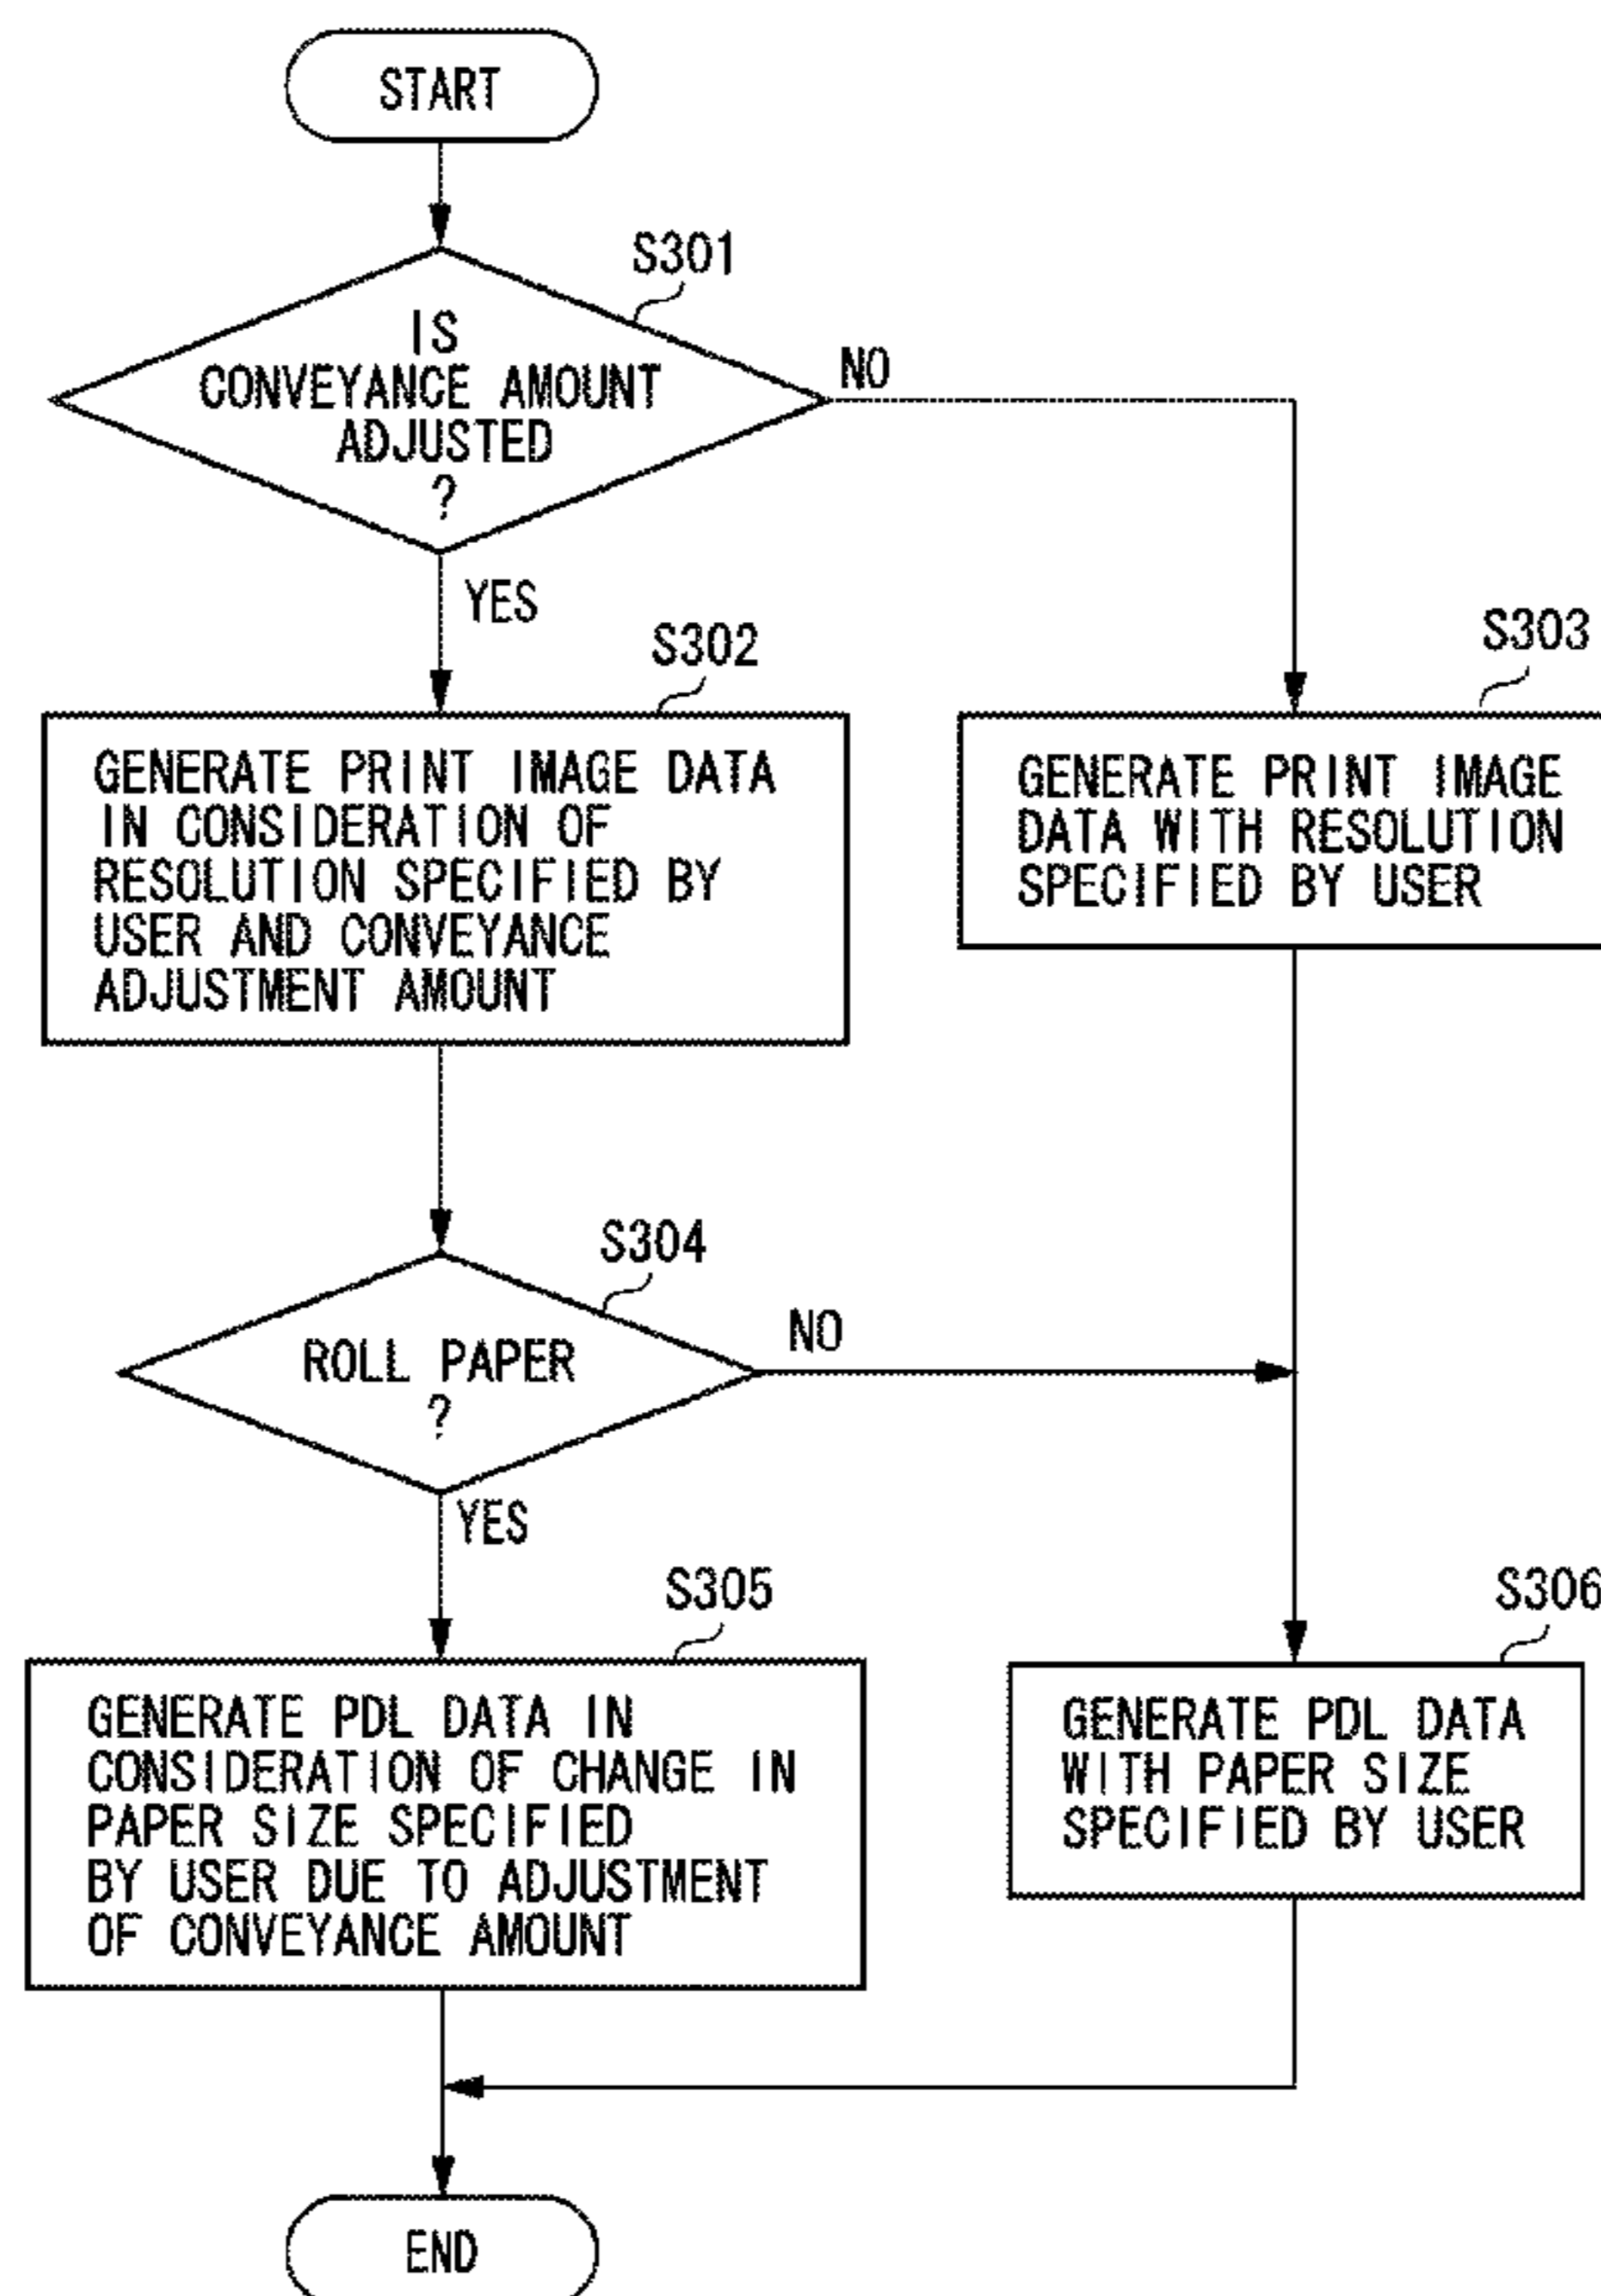 START
S301
IS
CONVEYANCE AMOUNT
ADJUSTED
?
NO
YES
S302
GENERATE PRINT IMAGE DATA
IN CONSIDERATION OF
RESOLUTION SPECIFIED BY
USER AND CONVEYANCE
ADJUSTMENT AMOUNT
S303
GENERATE PRINT IMAGE
DATA WITH RESOLUTION
SPECIFIED BY USER
S304
ROLL PAPER
?
NO
YES
S305
GENERATE PDL DATA IN
CONSIDERATION OF CHANGE IN
PAPER SIZE SPECIFIED
BY USER DUE TO ADJUSTMENT
OF CONVEYANCE AMOUNT
S306
GENERATE PDL DATA
WITH PAPER SIZE
SPECIFIED BY USER
END